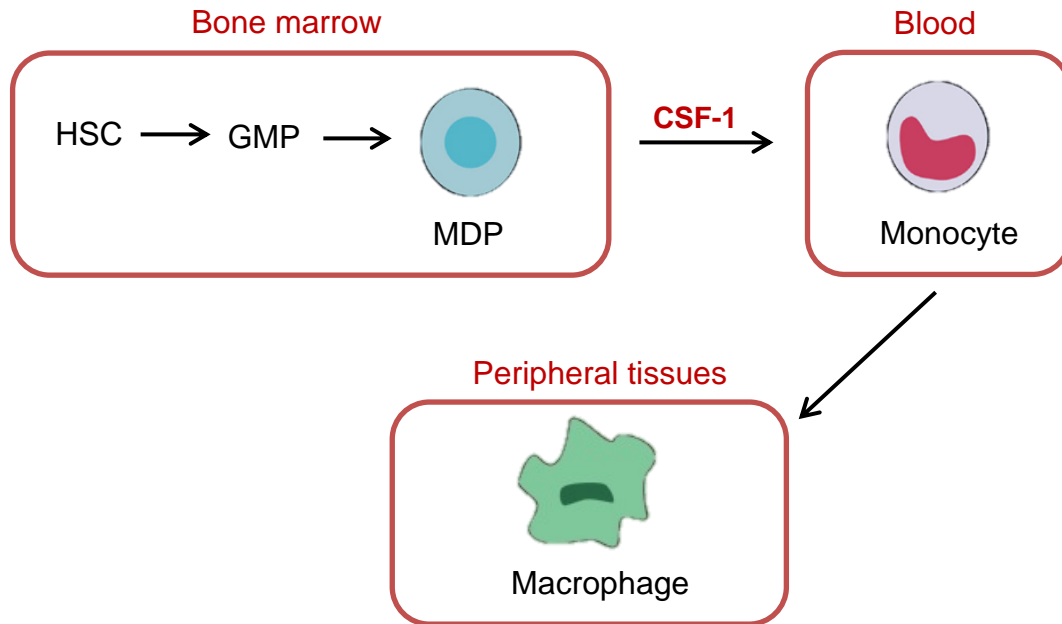 Bone marrow
HSC
GMP
MDP
CSF-1
Blood
Monocyte
Peripheral tissues
Macrophage